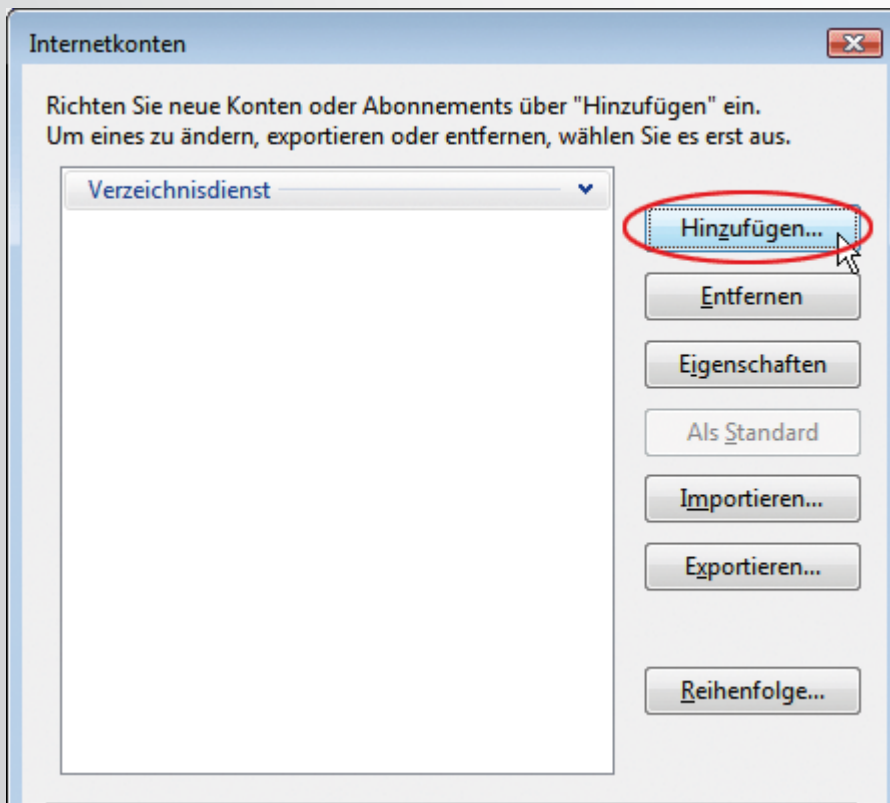 Internetkonten
Richten Sie neue Konten oder Abonnements über "Hinzufügen" ein.
Um eines zu ändern, exportieren oder entfernen, wählen Sie es erst aus.
Verzeichnisdienst
Hinzufügen...
Entfernen
Eigenschaften
Als Standard
Importieren...
Exportieren...
Reihenfolge...